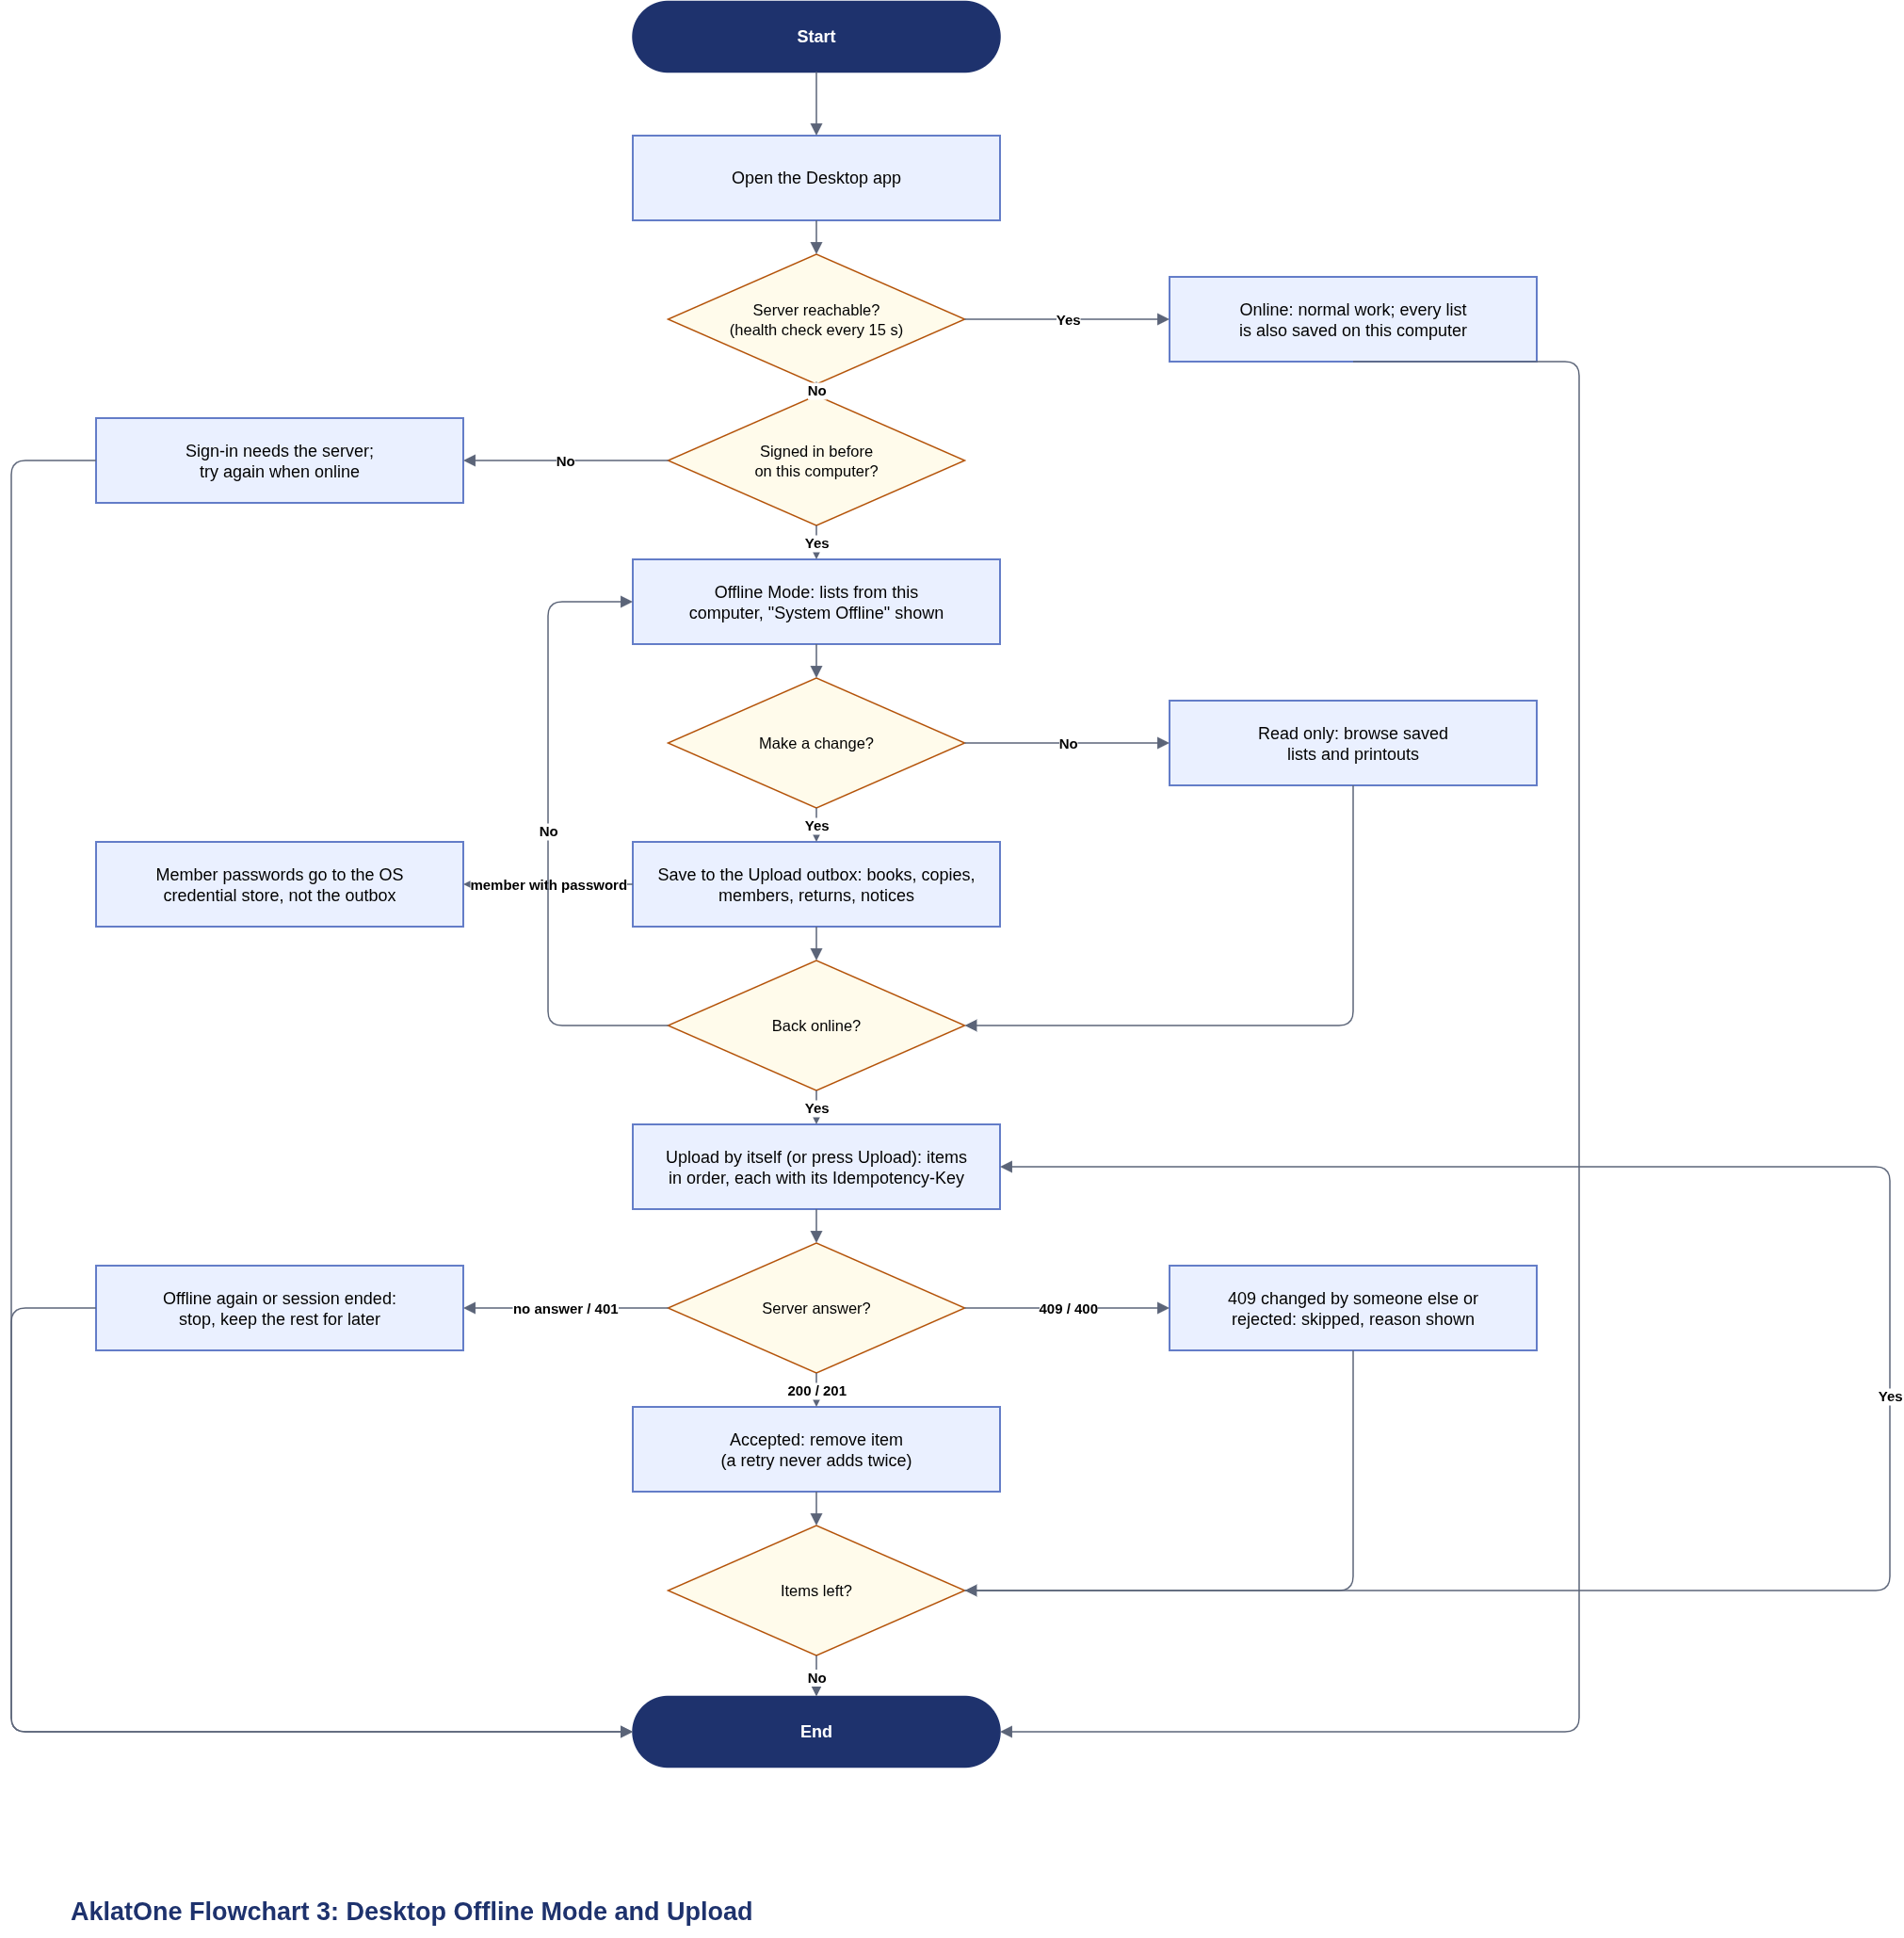 Start
Open the Desktop app
Server reachable?
(health check every 15 s)
Yes
Online: normal work; every list
is also saved on this computer
No
Signed in before
on this computer?
No
Sign-in needs the server;
try again when online
Yes
Offline Mode: lists from this
computer, "System Offline" shown
Make a change?
No
Read only: browse saved
lists and printouts
Yes
No
Save to the Upload outbox: books, copies,
members, returns, notices
member with password
Member passwords go to the OS
credential store, not the outbox
Back online?
Yes
Upload by itself (or press Upload): items
in order, each with its Idempotency-Key
Server answer?
no answer / 401
Offline again or session ended:
stop, keep the rest for later
409 / 400
409 changed by someone else or
rejected: skipped, reason shown
200 / 201
Yes
Accepted: remove item
(a retry never adds twice)
Items left?
No
End
AklatOne Flowchart 3: Desktop Offline Mode and Upload